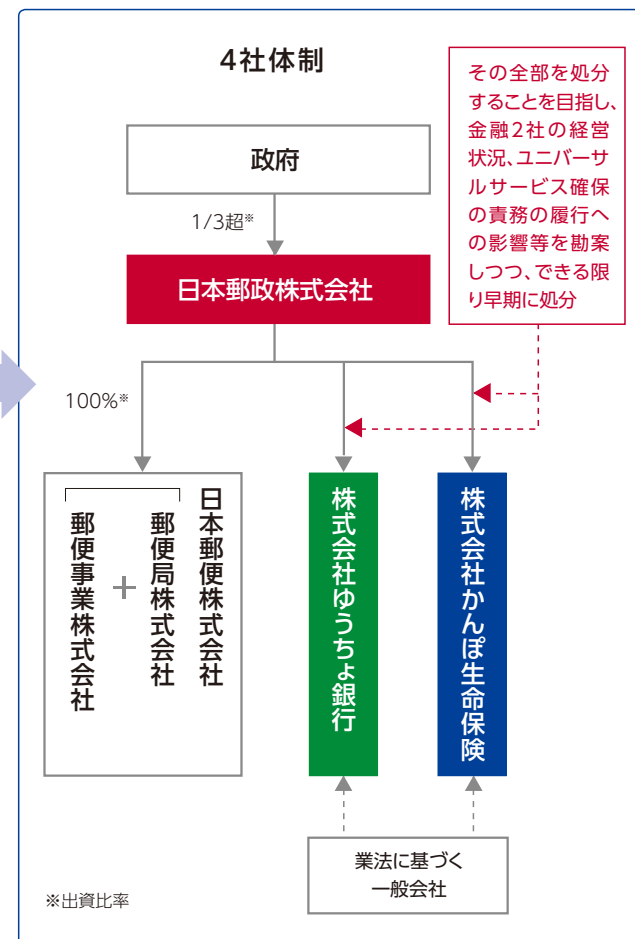 4社体制
その全部を処分
することを目指し、
金融2社の経営
状況、ユニバーサ
ルサービス確保
の責務の履行へ
の影響等を勘案
しつつ、できる限
り早期に処分
政府
1/3超※
日本郵政株式会社
100%※
日本郵便株式会社
郵便局株式会社
+
郵便事業株式会社
株式会社ゆうちょ銀行
株式会社かんぽ生命保険
業法に基づく
一般会社
※出資比率